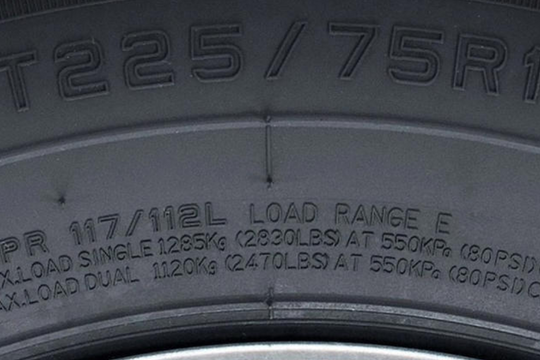 T225/75R1
PR 117/112L LOAD RANGE E
X.LOAD SINGLE 1285Kg (2830LBS) AT 550KPa (80PSI)C
AX.LOAD DUAL 1120Kg (2470LBS) AT 550KPa (80PSI)C